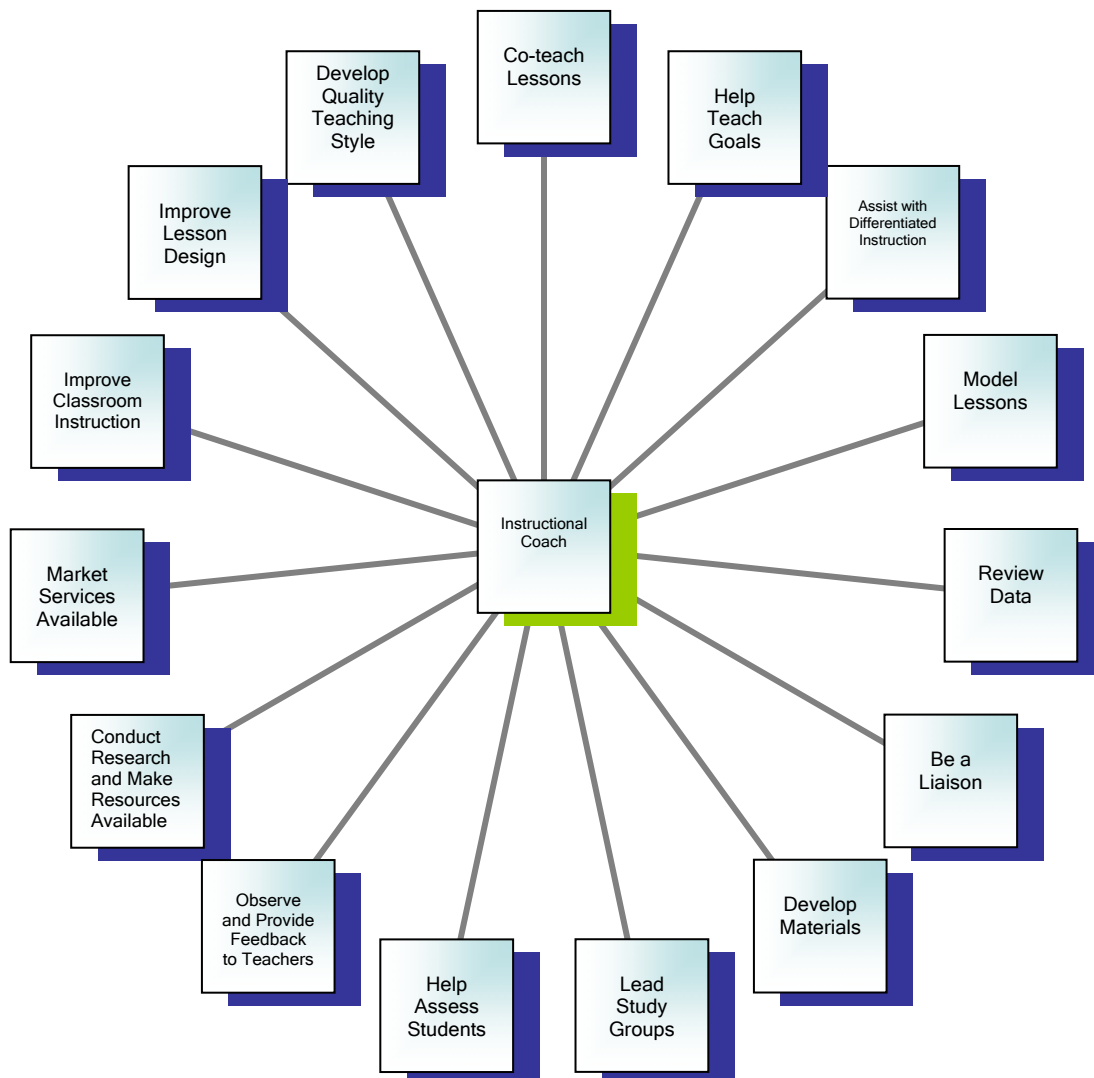 Co-teach
Lessons
Develop
Quality
Teaching
Style
Help
Teach
Goals
Improve
Lesson
Design
Assist with
Differentiated
Instruction
Improve
Classroom
Instruction
Model
Lessons
Instructional
Coach
Market
Services
Available
Review
Data
Conduct
Research
and Make
Resources
Available
Be a
Liaison
Observe
and Provide
Feedback
to Teachers
Develop
Materials
Help
Assess
Students
Lead
Study
Groups